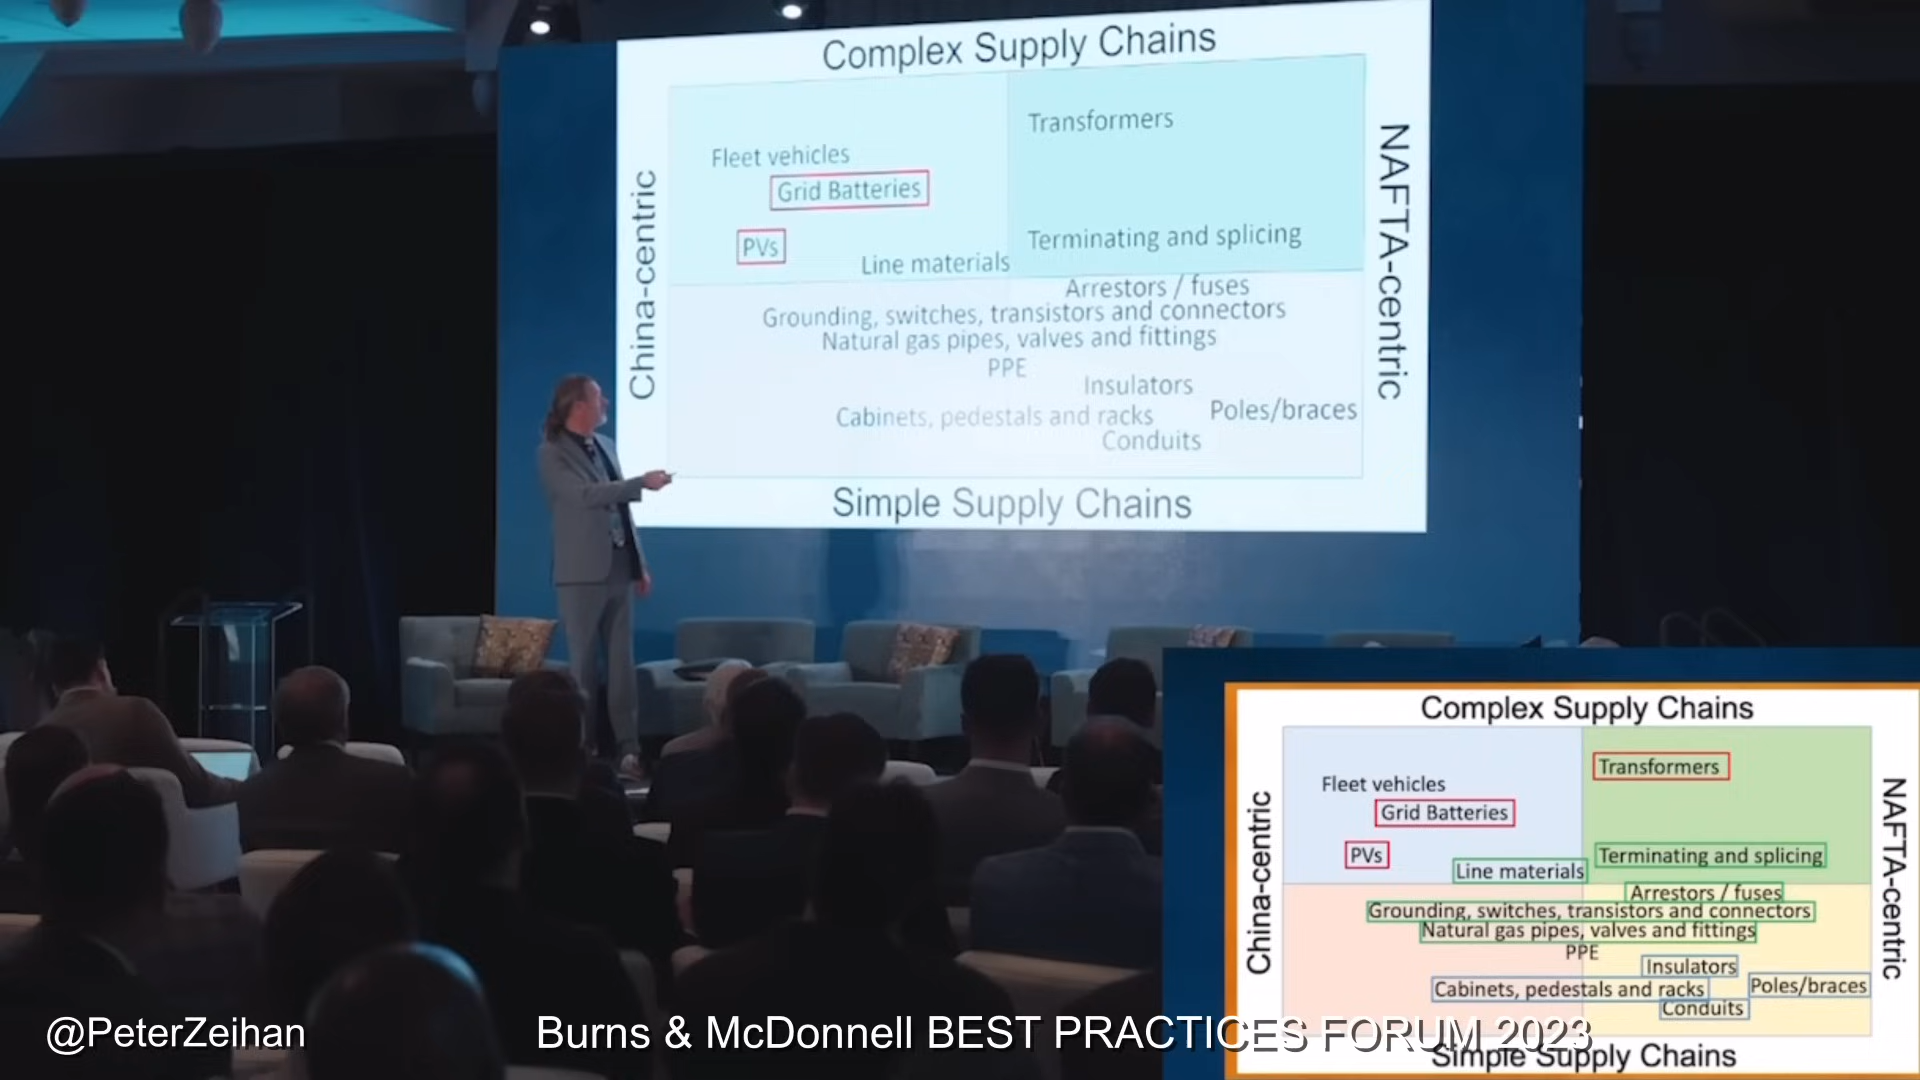 Complex Supply Chains
China-centric
NAFTA-centric
Transformers
Fleet vehicles
Grid Batteries
PVs
Terminating and splicing
Line materials
Arrestors / fuses
Grounding, switches, transistors and connectors
Natural gas pipes, valves and fittings
PPE
Insulators
Cabinets, pedestals and racks
Poles/braces
Conduits
Simple Supply Chains
Complex Supply Chains
China-centric
NAFTA-centric
Transformers
Fleet vehicles
Grid Batteries
PVs
Terminating and splicing
Line materials
Arrestors / fuses
Grounding, switches, transistors and connectors
Natural gas pipes, valves and fittings
PPE
Insulators
Cabinets, pedestals and racks
Poles/braces
Conduits
Simple Supply Chains
@PeterZeihan
Burns & McDonnell BEST PRACTICES FORUM 2023